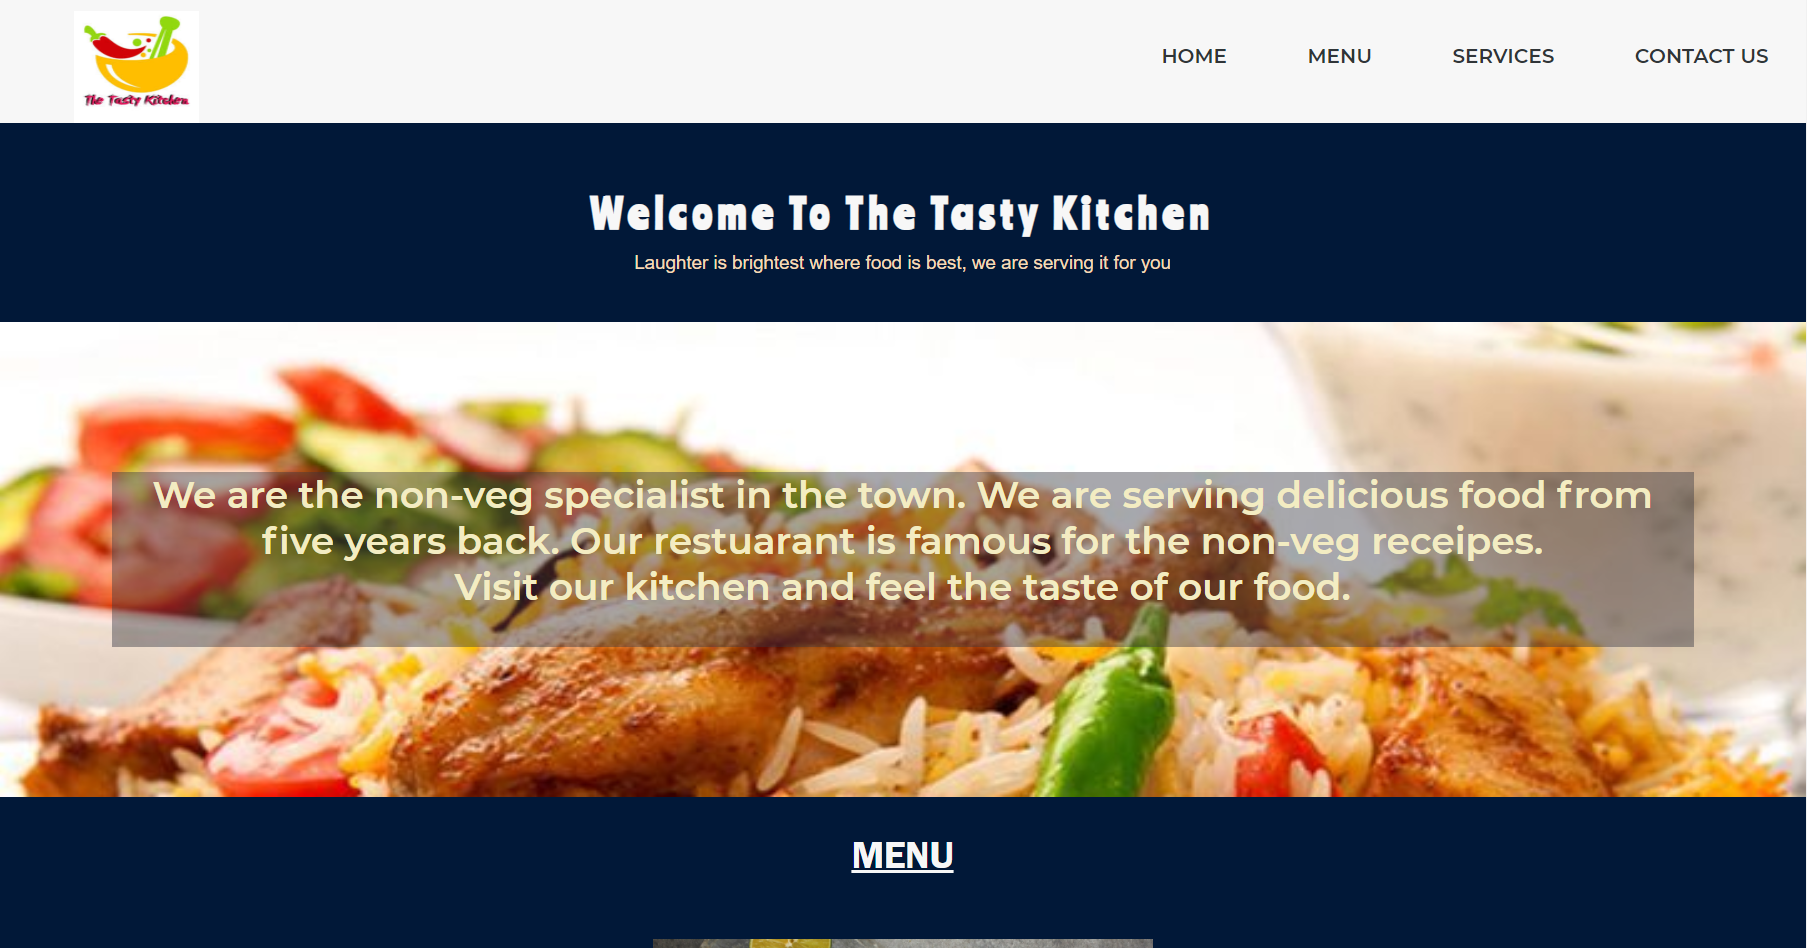 The Tasty Kitchen
HOME MENU SERVICES CONTACT US
Welcome To The Tasty Kitchen
Laughter is brightest where food is best, we are serving it for you
We are the non-veg specialist in the town. We are serving delicious food from
five years back. Our restuarant is famous for the non-veg receipes.
Visit our kitchen and feel the taste of our food.
MENU